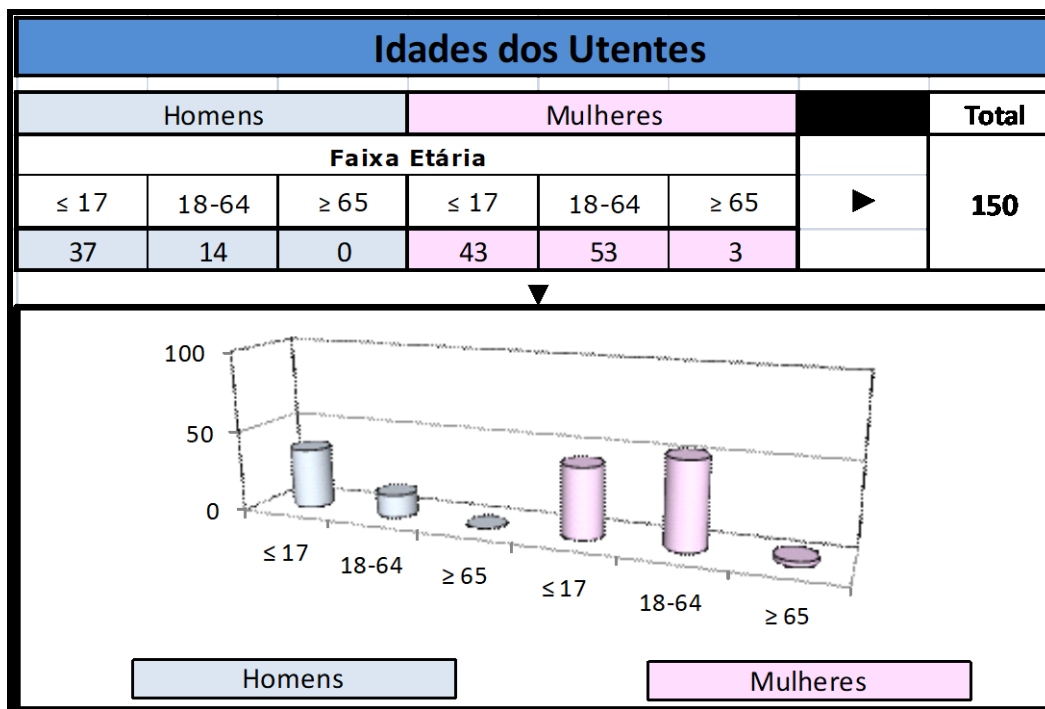 Idades dos Utentes
Homens Mulheres Total
Faixa Etária
≤ 17 18-64 ≥ 65 ≤ 17 18-64 ≥ 65 ► 150
37 14 0 43 53 3
▼
100
50
0
≤ 17 18-64 ≥ 65 ≤ 17 18-64 ≥ 65
Homens Mulheres